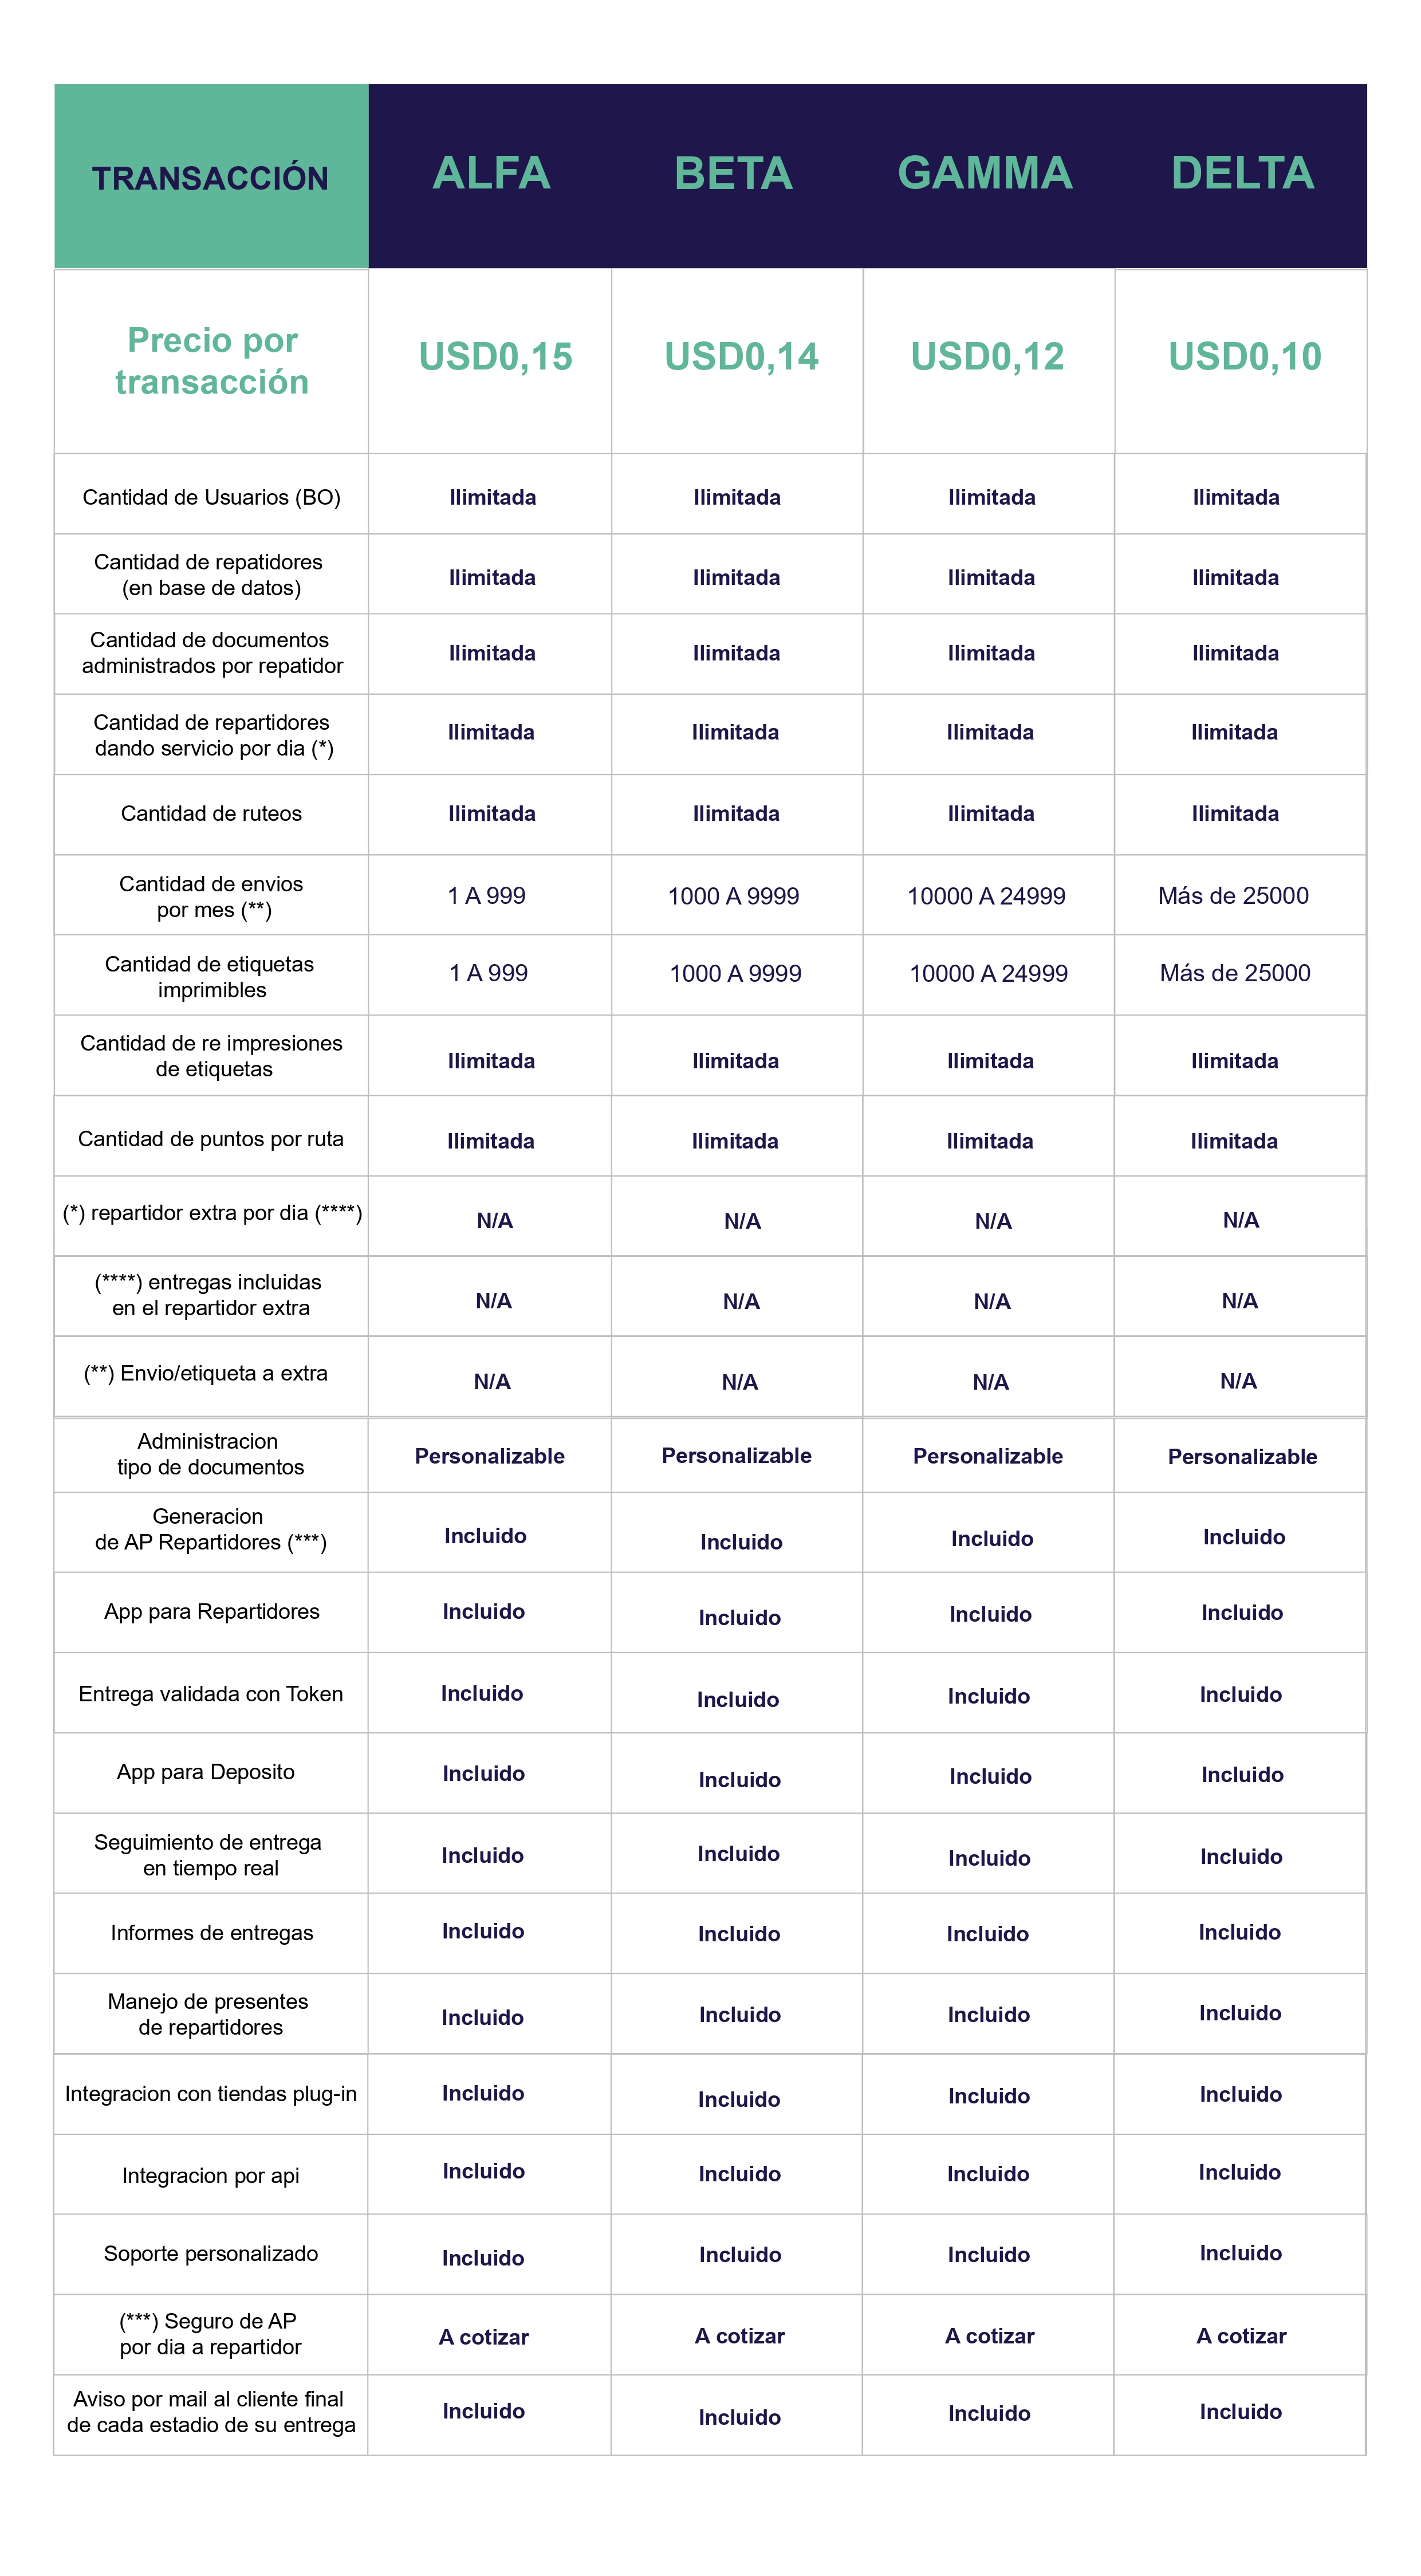 TRANSACCIÓN ALFA BETA GAMMA DELTA
Precio por
transacción
USD0,15 USD0,14 USD0,12 USD0,10
Cantidad de Usuarios (BO) Ilimitada Ilimitada Ilimitada Ilimitada
Cantidad de repatidores
(en base de datos)
Ilimitada Ilimitada Ilimitada Ilimitada
Cantidad de documentos
administrados por repatidor
Ilimitada Ilimitada Ilimitada Ilimitada
Cantidad de repartidores
dando servicio por dia (*)
Ilimitada Ilimitada Ilimitada Ilimitada
Cantidad de ruteos Ilimitada Ilimitada Ilimitada Ilimitada
Cantidad de envios
por mes (**)
1 A 999 1000 A 9999 10000 A 24999 Más de 25000
Cantidad de etiquetas
imprimibles
1 A 999 1000 A 9999 10000 A 24999 Más de 25000
Cantidad de re impresiones
de etiquetas
Ilimitada Ilimitada Ilimitada Ilimitada
Cantidad de puntos por ruta Ilimitada Ilimitada Ilimitada Ilimitada
(*) repartidor extra por dia (****) N/A N/A N/A N/A
(****) entregas incluidas
en el repartidor extra
N/A N/A N/A N/A
(**) Envio/etiqueta a extra N/A N/A N/A N/A
Administracion
tipo de documentos
Personalizable Personalizable Personalizable Personalizable
Generacion
de AP Repartidores (***)
Incluido Incluido Incluido Incluido
App para Repartidores Incluido Incluido Incluido Incluido
Entrega validada con Token Incluido Incluido Incluido Incluido
App para Deposito Incluido Incluido Incluido Incluido
Seguimiento de entrega
en tiempo real
Incluido Incluido Incluido Incluido
Informes de entregas Incluido Incluido Incluido Incluido
Manejo de presentes
de repartidores
Incluido Incluido Incluido Incluido
Integracion con tiendas plug-in Incluido Incluido Incluido Incluido
Integracion por api Incluido Incluido Incluido Incluido
Soporte personalizado Incluido Incluido Incluido Incluido
(***) Seguro de AP
por dia a repartidor
A cotizar A cotizar A cotizar A cotizar
Aviso por mail al cliente final
de cada estadio de su entrega
Incluido Incluido Incluido Incluido